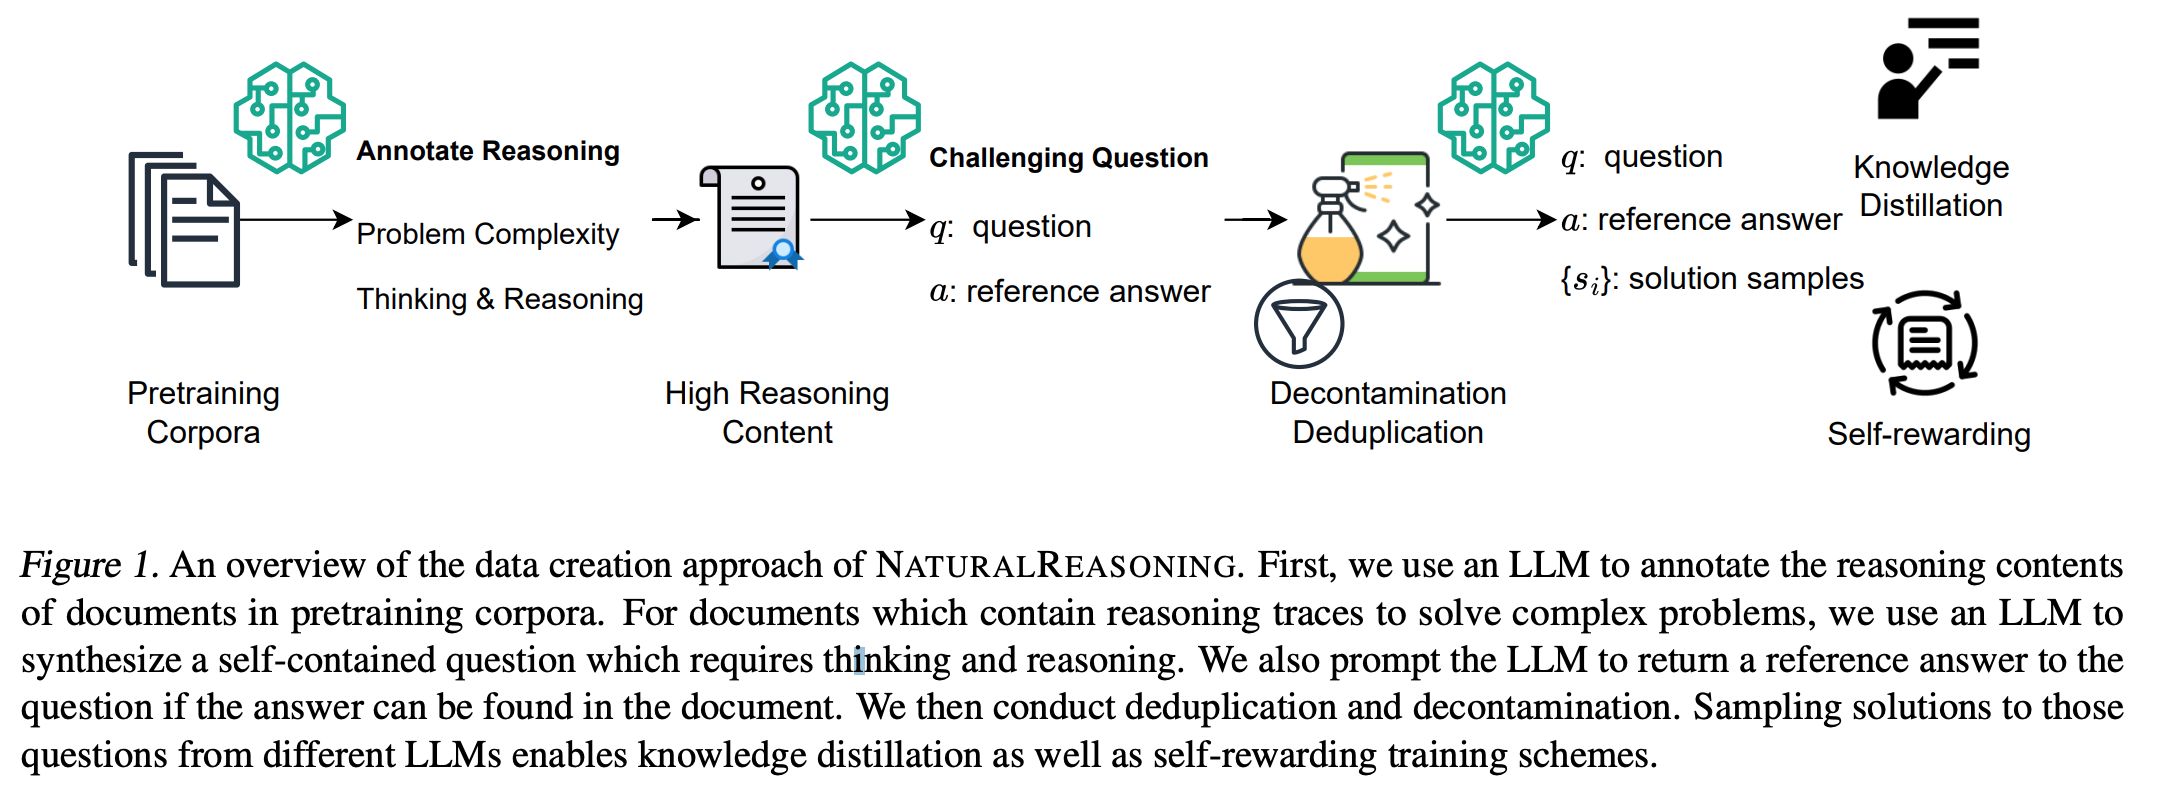 Annotate Reasoning
Problem Complexity
Thinking & Reasoning
Challenging Question
q: question
a: reference answer
q: question
a: reference answer
{s_i}: solution samples
Knowledge
Distillation
Pretraining
Corpora
High Reasoning
Content
Decontamination
Deduplication
Self-rewarding
Figure 1. An overview of the data creation approach of NATURALREASONING. First, we use an LLM to annotate the reasoning contents
of documents in pretraining corpora. For documents which contain reasoning traces to solve complex problems, we use an LLM to
synthesize a self-contained question which requires thinking and reasoning. We also prompt the LLM to return a reference answer to the
question if the answer can be found in the document. We then conduct deduplication and decontamination. Sampling solutions to those
questions from different LLMs enables knowledge distillation as well as self-rewarding training schemes.